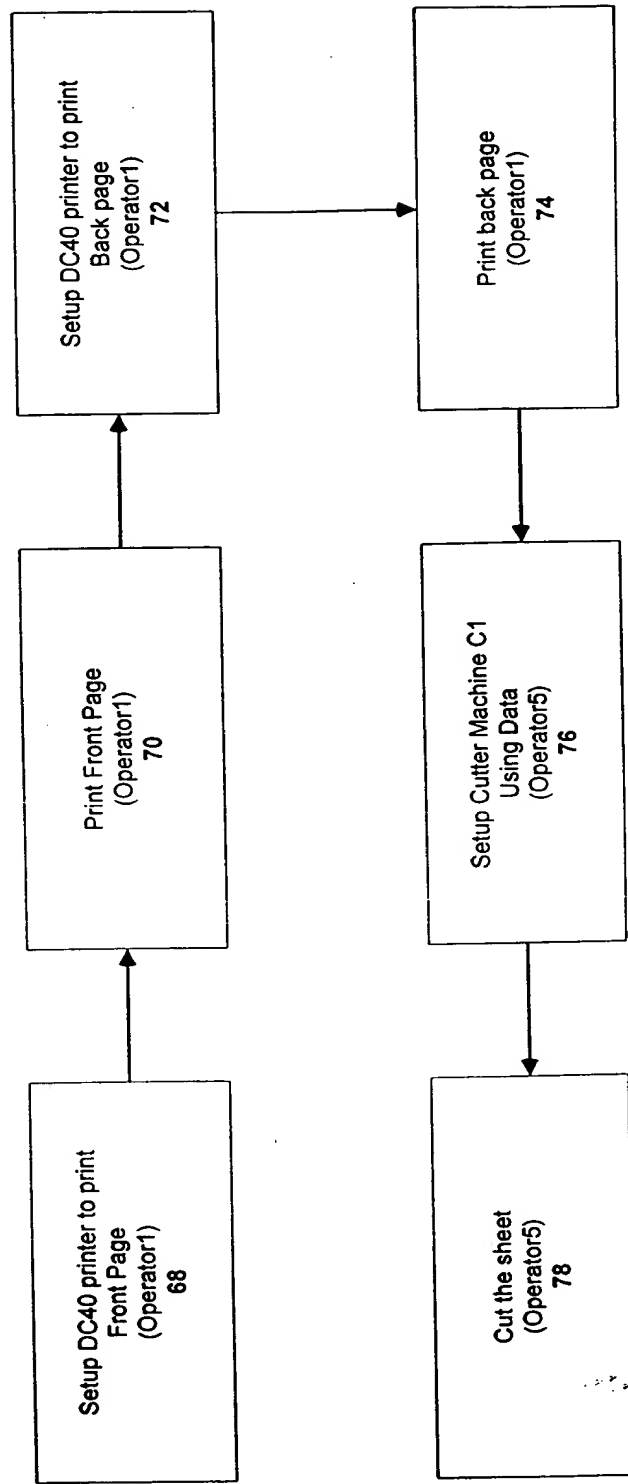 Setup DC40 printer to print
Front Page
(Operator1)
68
Print Front Page
(Operator1)
70
Setup DC40 printer to print
Back page
(Operator1)
72
Print back page
(Operator1)
74
Setup Cutter Machine C1
Using Data
(Operator5)
76
Cut the sheet
(Operator5)
78